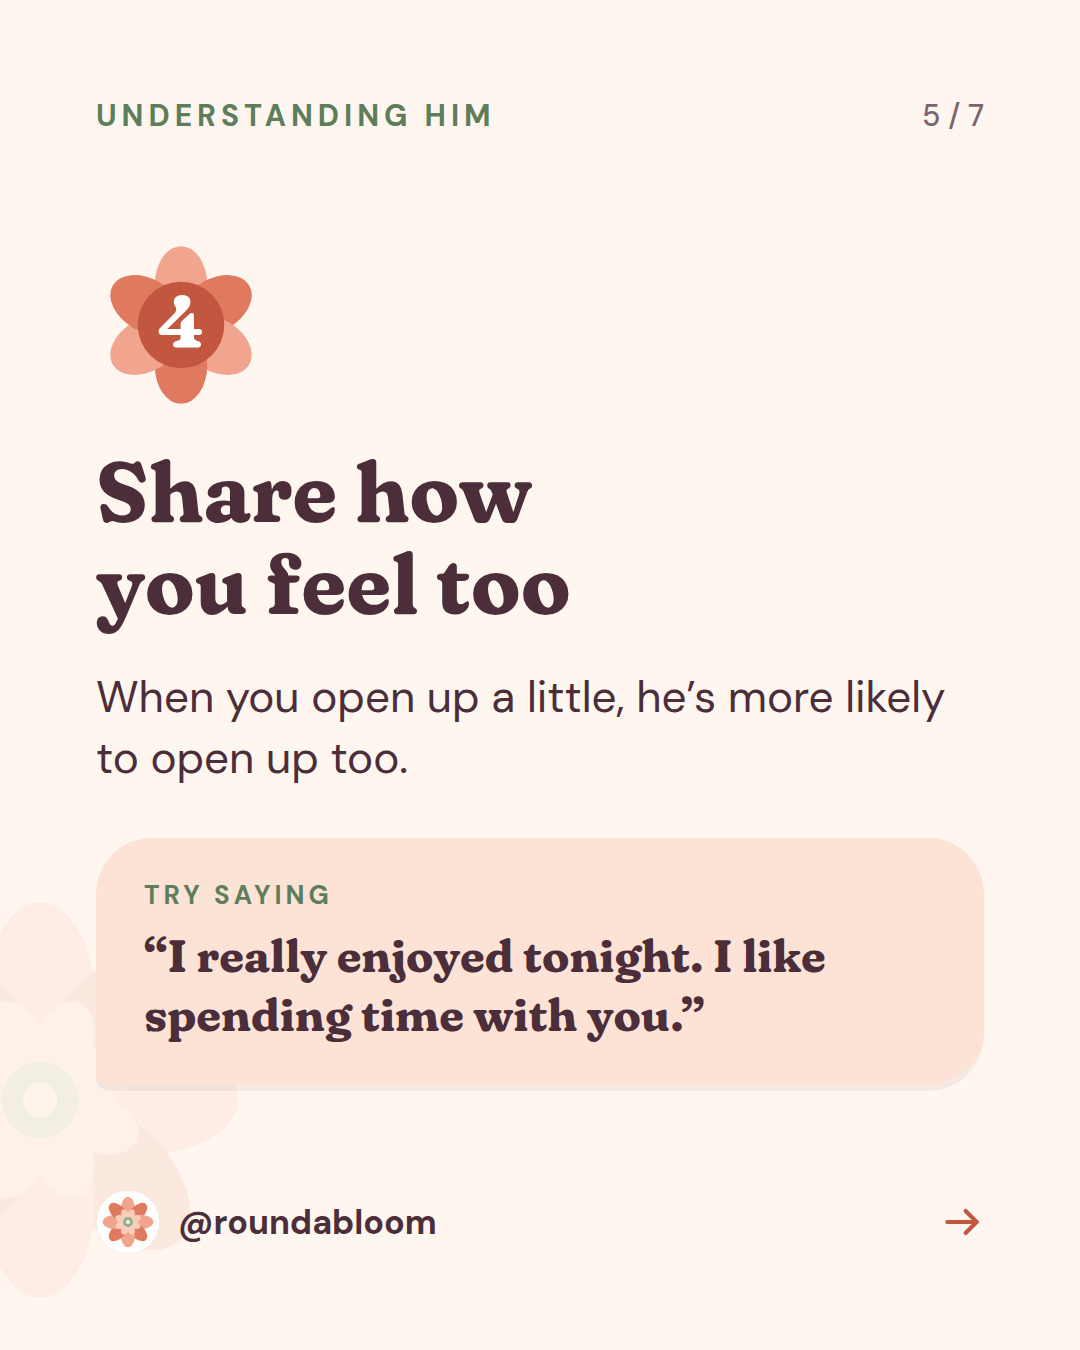 UNDERSTANDING HIM
5 / 7
4
Share how
you feel too
When you open up a little, he’s more likely
to open up too.
TRY SAYING
“I really enjoyed tonight. I like
spending time with you.”
@roundabloom